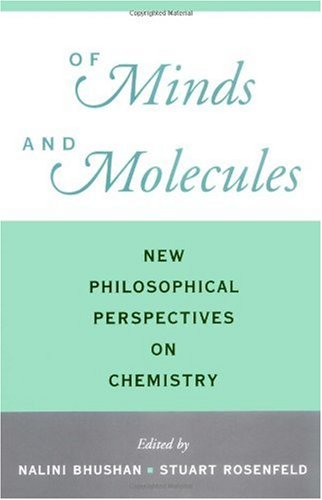 OF
Minds
AND
Molecules
NEW
PHILOSOPHICAL
PERSPECTIVES
ON
CHEMISTRY
Edited by
NALINI BHUSHAN ▪ STUART ROSENFELD